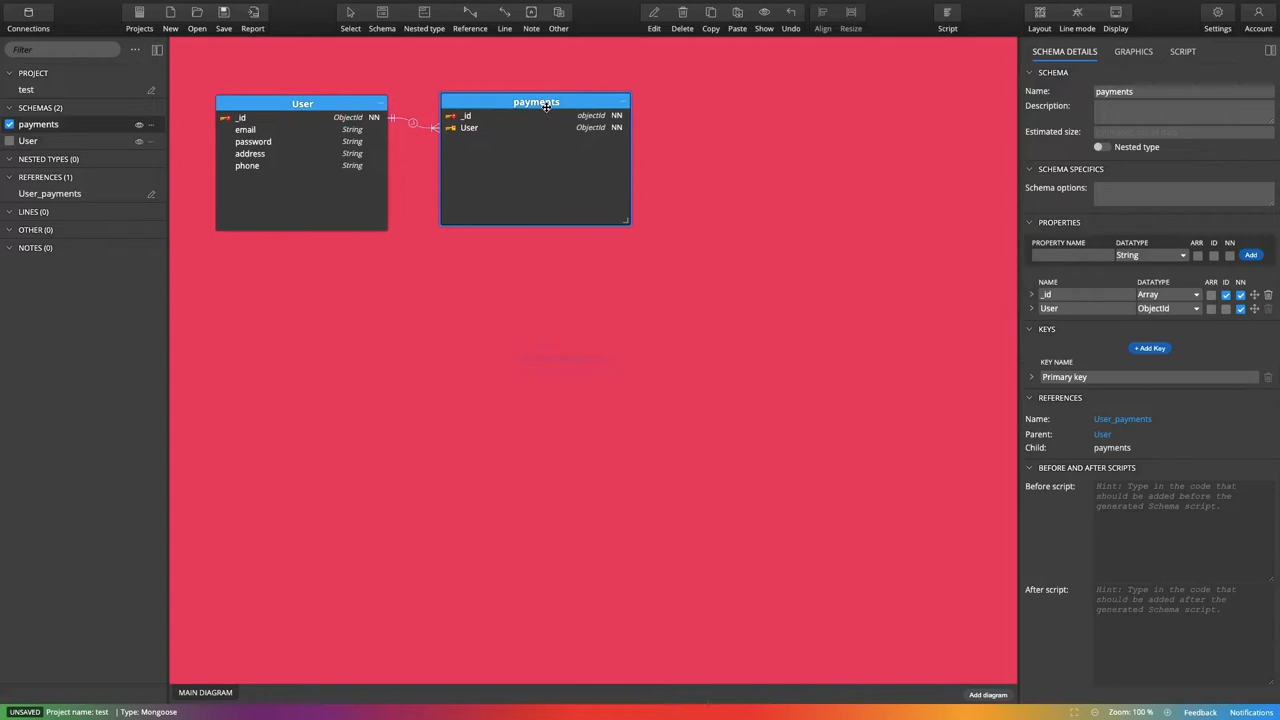 Connections Projects New Open Save Report Select Schema Nested type Reference Line Note Other Edit Delete Copy Paste Show Undo Align Resize Script Layout Line mode Display Settings Account
Filter
PROJECT
test
SCHEMAS (2)
payments
User
NESTED TYPES (0)
REFERENCES (1)
User_payments
LINES (0)
OTHER (0)
NOTES (0)
User
_id ObjectId NN
email String
password String
address String
phone String
payments
_id objectId NN
User ObjectId NN
MAIN DIAGRAM
Add diagram
SCHEMA DETAILS GRAPHICS SCRIPT
SCHEMA
Name: payments
Description:
Estimated size:
Nested type
SCHEMA SPECIFICS
Schema options:
PROPERTIES
PROPERTY NAME DATATYPE ARR ID NN
String Add
NAME DATATYPE ARR ID NN
_id Array
User ObjectId
KEYS
+ Add Key
KEY NAME
Primary key
REFERENCES
Name: User_payments
Parent: User
Child: payments
BEFORE AND AFTER SCRIPTS
Before script: Hint: Type in the code that
should be added before the
generated Schema script.
After script: Hint: Type in the code that
should be added after the
generated Schema script.
UNSAVED Project name: test | Type: Mongoose
Zoom: 100 % Feedback Notifications